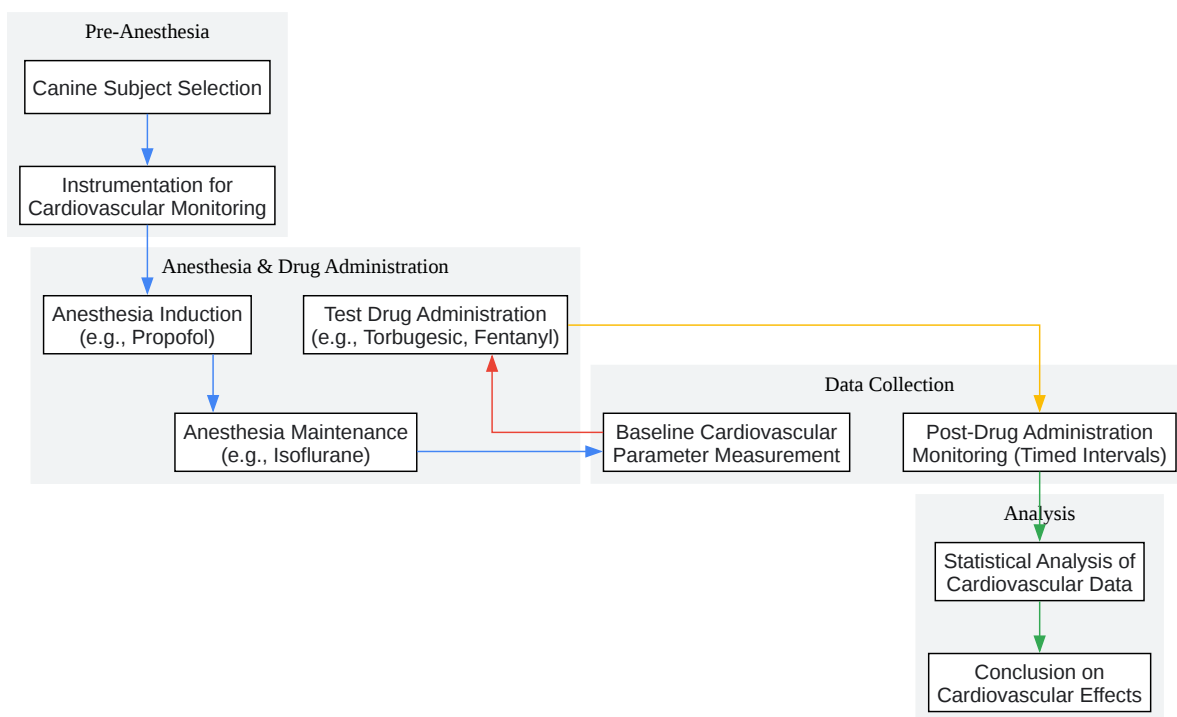 Pre-Anesthesia
Canine Subject Selection
Instrumentation for
Cardiovascular Monitoring
Anesthesia & Drug Administration
Anesthesia Induction
(e.g., Propofol)
Test Drug Administration
(e.g., Torbugesic, Fentanyl)
Anesthesia Maintenance
(e.g., Isoflurane)
Data Collection
Baseline Cardiovascular
Parameter Measurement
Post-Drug Administration
Monitoring (Timed Intervals)
Analysis
Statistical Analysis of
Cardiovascular Data
Conclusion on
Cardiovascular Effects